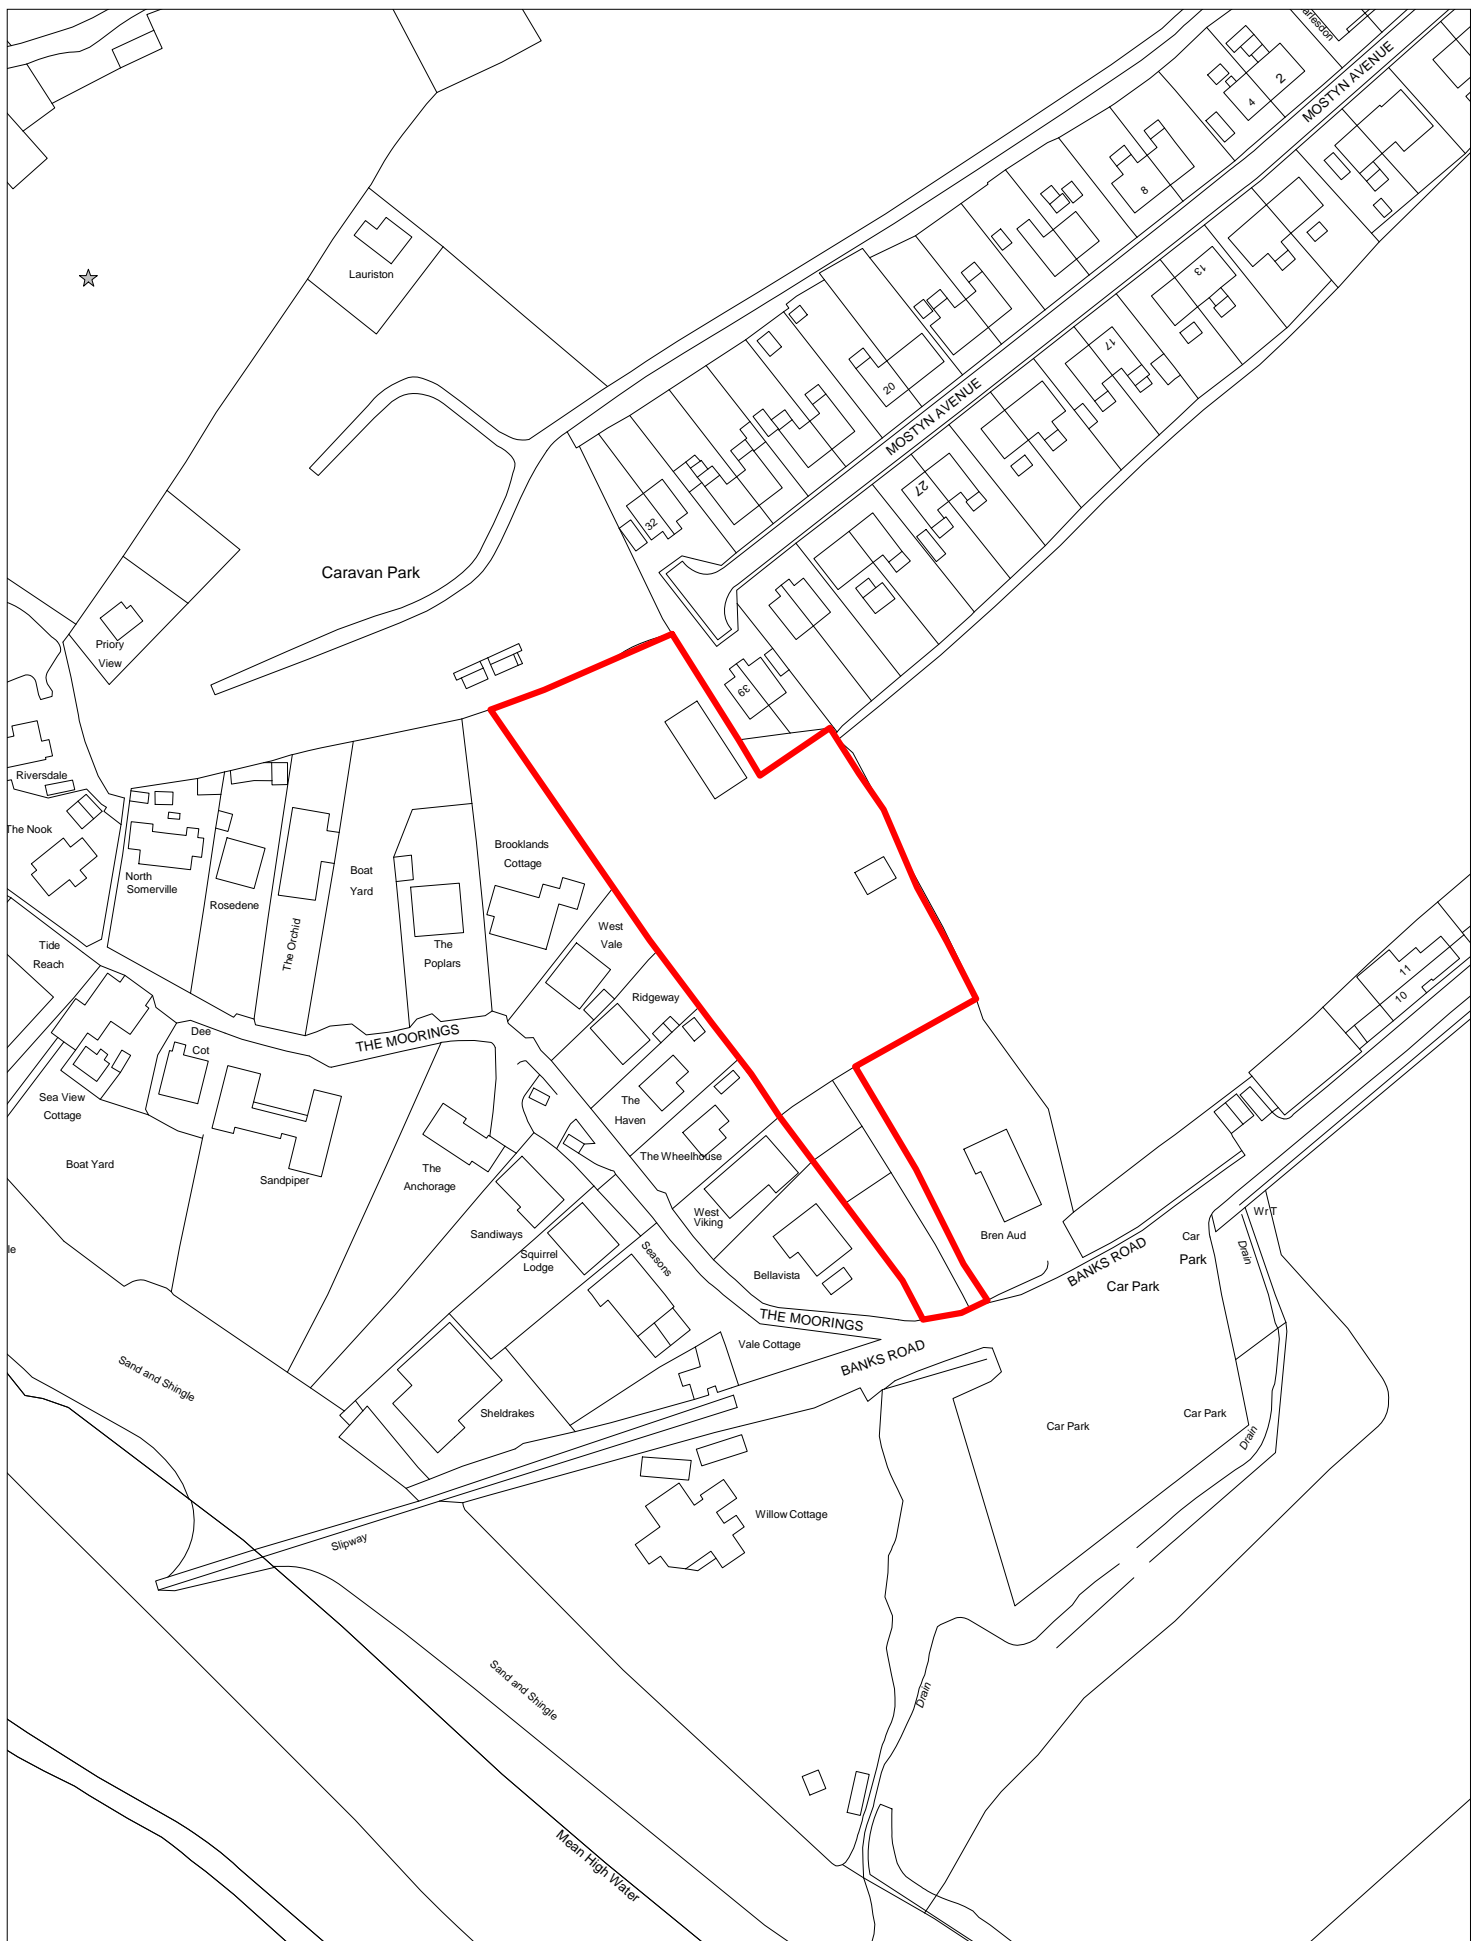 MOSTYN AVENUE
2
4
8
Lauriston
13
17
20
MOSTYN AVENUE
27
32
Caravan Park
Priory
View
39
Riversdale
The Nook
North
Somerville
Rosedene
The Orchid
Boat
Yard
Brooklands
Cottage
The
Poplars
West
Vale
Ridgeway
Tide
Reach
Dee
Cot
THE MOORINGS
11
10
Sea View
Cottage
The
Haven
The Wheelhouse
Boat Yard
Sandpiper
The
Anchorage
Sandiways
Squirrel
Lodge
Seasons
West
Viking
Bellavista
Bren Aud
BANKS ROAD
Car
Park
Car Park
WrT
Drain
THE MOORINGS
Vale Cottage
BANKS ROAD
Sand and Shingle
Sheldrakes
Car Park
Car Park
Drain
Willow Cottage
Slipway
Sand and Shingle
Drain
Mean High Water